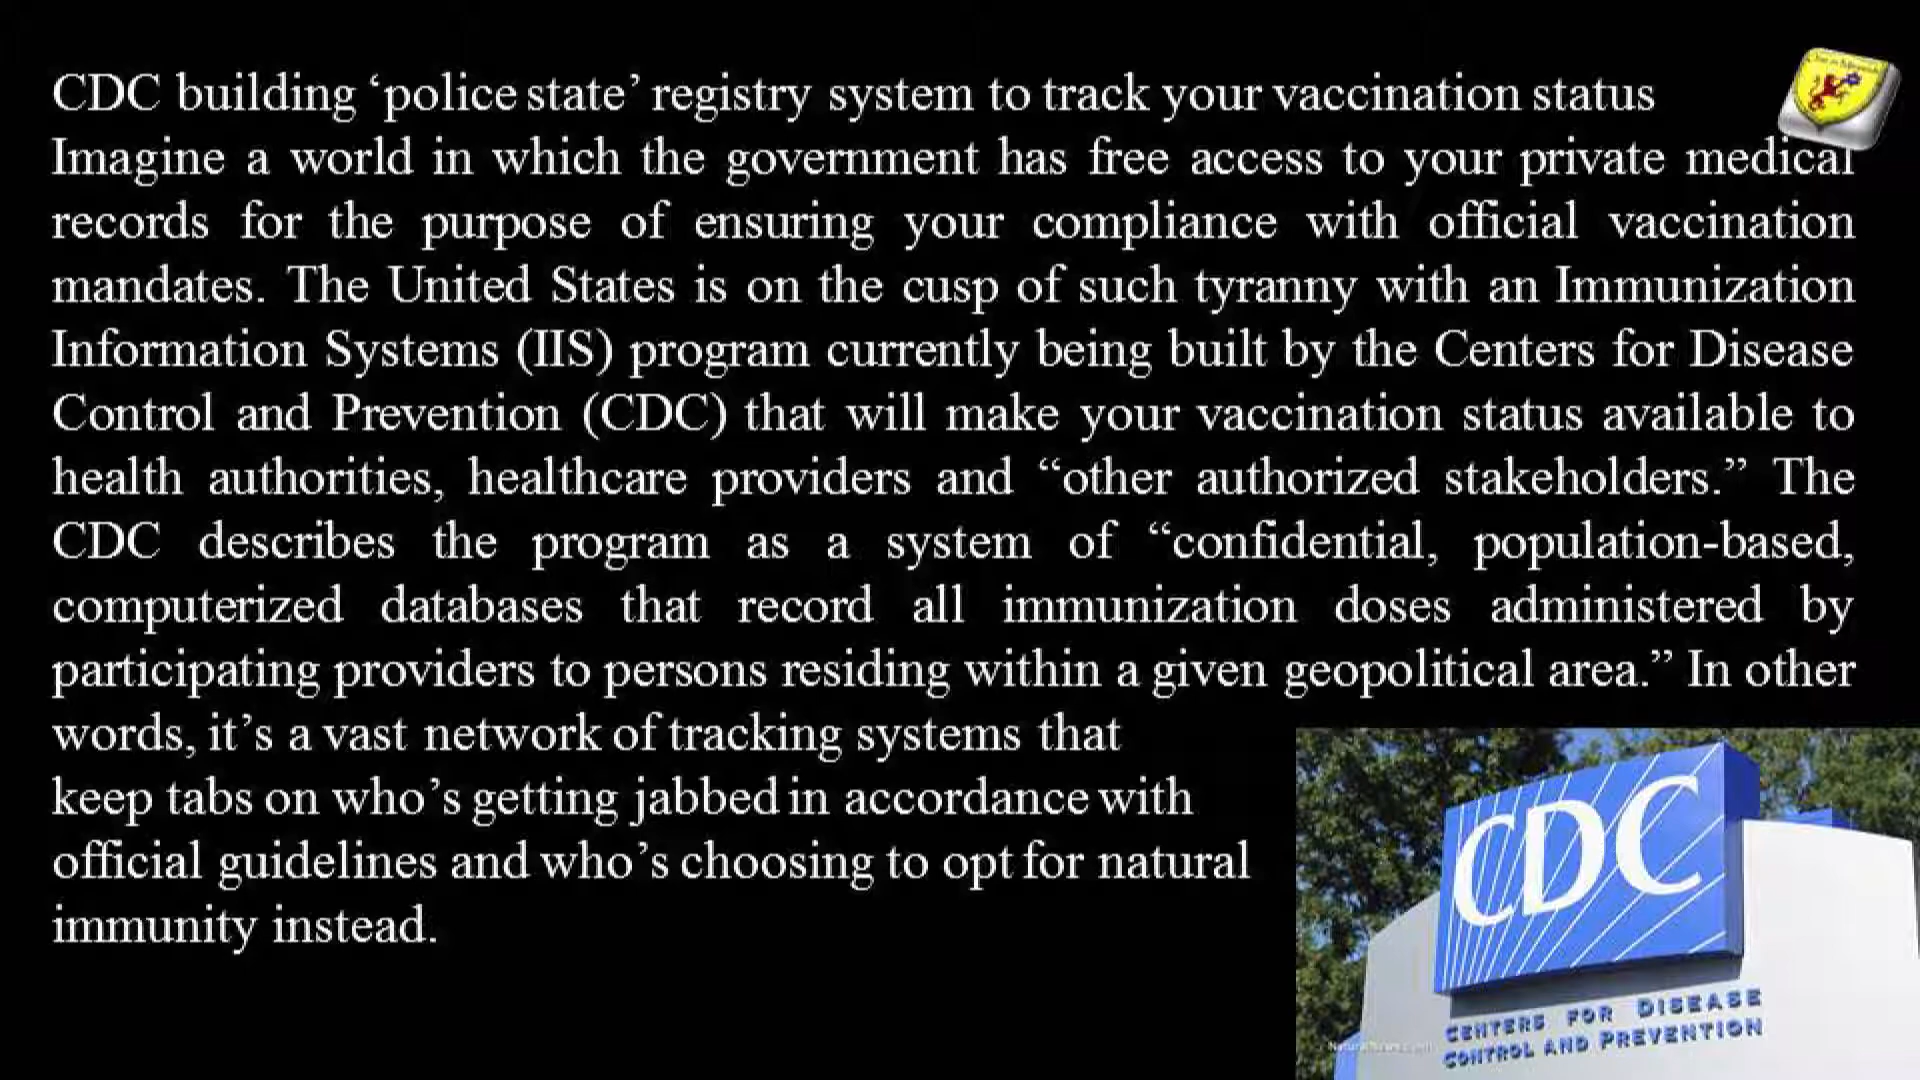 CDC building ‘police state’ registry system to track your vaccination status
Imagine a world in which the government has free access to your private medical
records for the purpose of ensuring your compliance with official vaccination
mandates. The United States is on the cusp of such tyranny with an Immunization
Information Systems (IIS) program currently being built by the Centers for Disease
Control and Prevention (CDC) that will make your vaccination status available to
health authorities, healthcare providers and “other authorized stakeholders.” The
CDC describes the program as a system of “confidential, population-based,
computerized databases that record all immunization doses administered by
participating providers to persons residing within a given geopolitical area.” In other
words, it’s a vast network of tracking systems that
keep tabs on who’s getting jabbed in accordance with
official guidelines and who’s choosing to opt for natural
immunity instead.
CDC
CENTERS FOR DISEASE
CONTROL AND PREVENTION